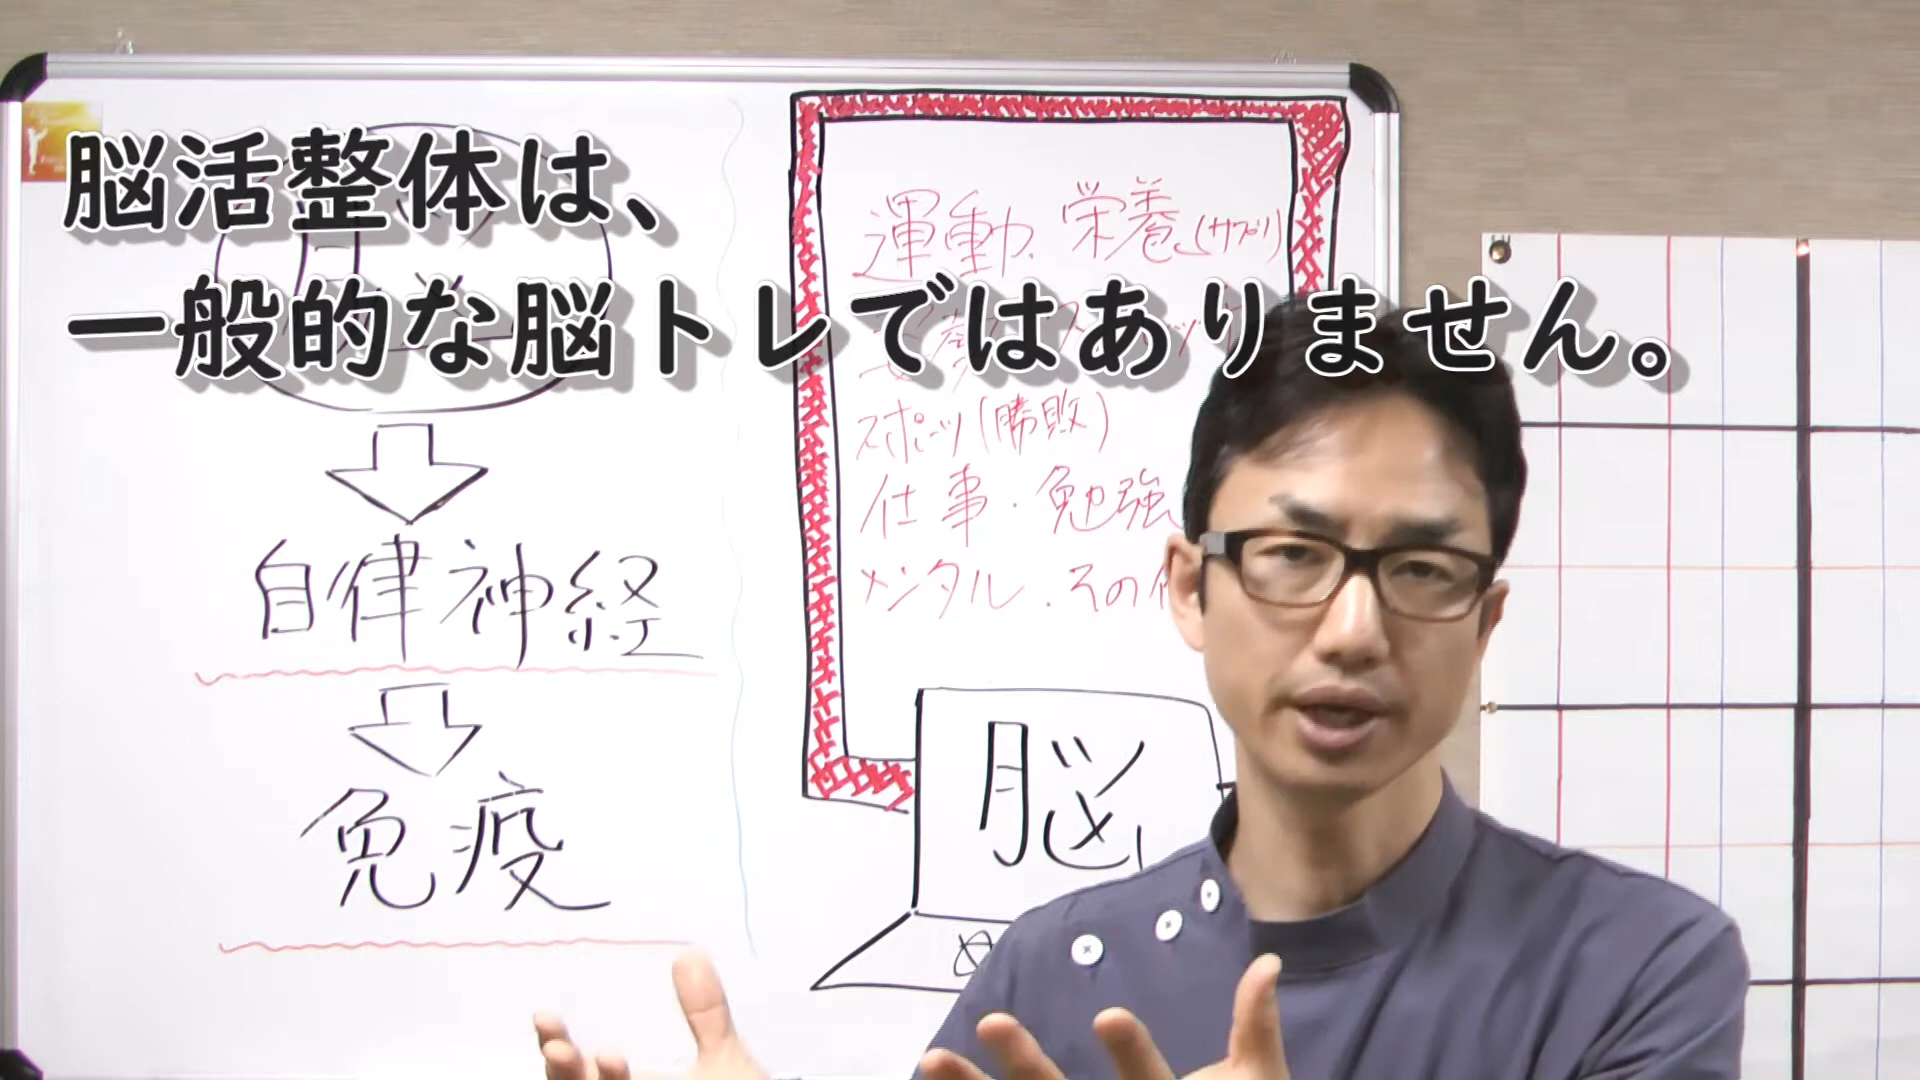 脳活整体は、
一般的な脳トレではありません。
自律神経
免疫
運動、栄養(サプリ)
スポーツ(勝敗)
仕事・勉強
メンタル.その
脳